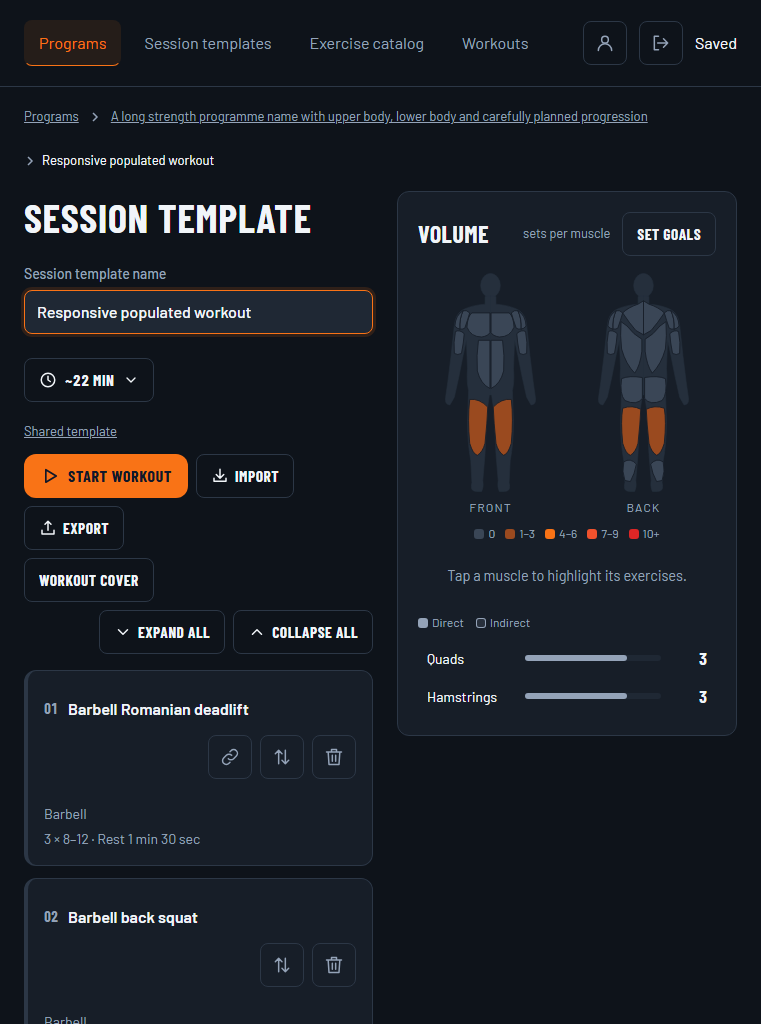 Programs Session templates Exercise catalog Workouts Saved
Programs > A long strength programme name with upper body, lower body and carefully planned progression
> Responsive populated workout
SESSION TEMPLATE
Session template name
Responsive populated workout
~22 MIN
Shared template
START WORKOUT IMPORT
EXPORT
WORKOUT COVER
EXPAND ALL COLLAPSE ALL
01 Barbell Romanian deadlift
Barbell
3 × 8–12 · Rest 1 min 30 sec
02 Barbell back squat
Barbell
VOLUME sets per muscle SET GOALS
FRONT BACK
0 1–3 4–6 7–9 10+
Tap a muscle to highlight its exercises.
Direct Indirect
Quads 3
Hamstrings 3